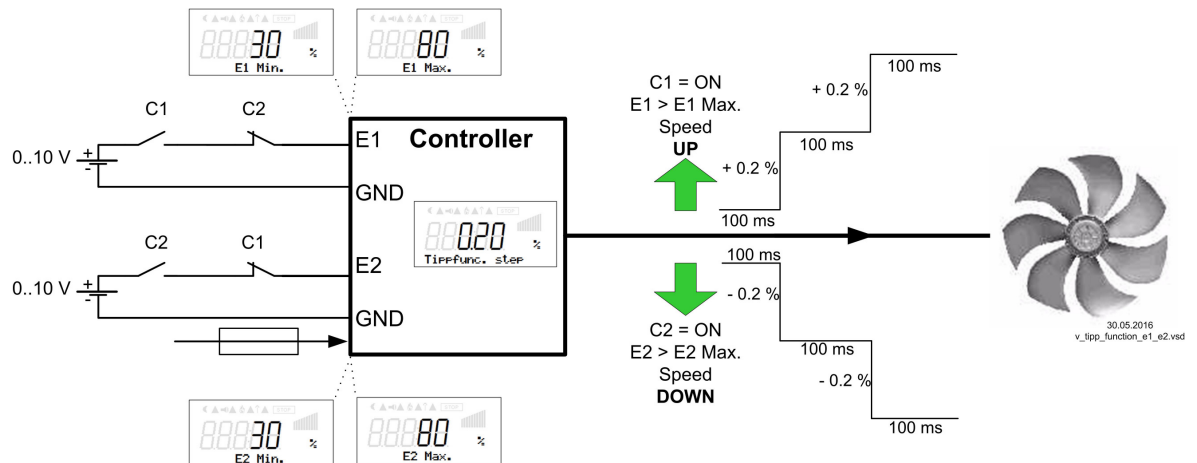 30 %
E1 Min.
80 %
E1 Max.
C1
C2
0..10 V
+
-
E1
GND
Controller
0.20 %
Tippfunc. step
C2
C1
0..10 V
+
-
E2
GND
30 %
E2 Min.
80 %
E2 Max.
C1 = ON
E1 > E1 Max.
Speed
UP
100 ms
+ 0.2 %
100 ms
+ 0.2 %
100 ms
100 ms
- 0.2 %
100 ms
- 0.2 %
100 ms
C2 = ON
E2 > E2 Max.
Speed
DOWN
30.05.2016
v_tipp_function_e1_e2.vsd